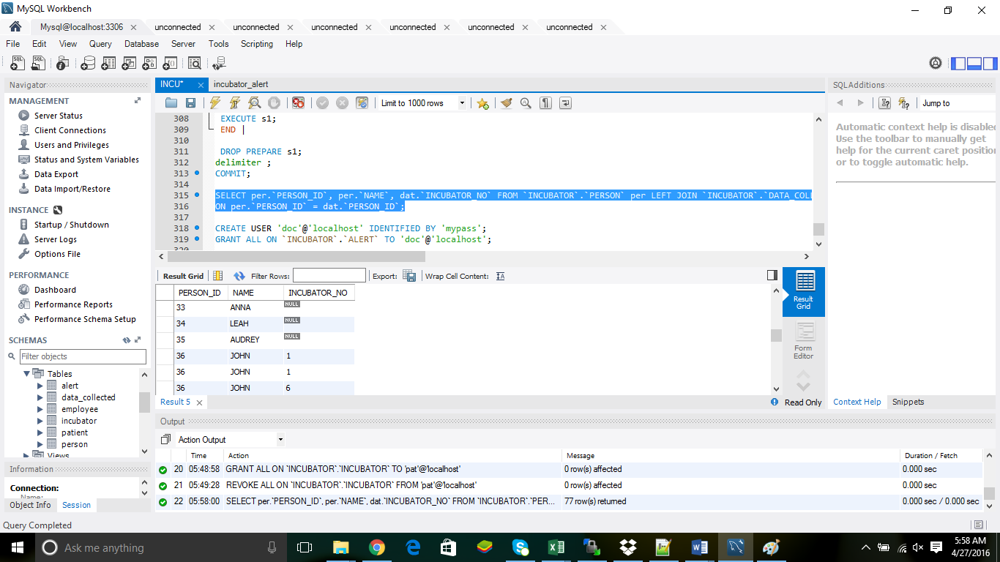 MySQL Workbench
Mysql@localhost:3306 unconnected unconnected unconnected unconnected unconnected unconnected
File Edit View Query Database Server Tools Scripting Help
Navigator
MANAGEMENT
Server Status
Client Connections
Users and Privileges
Status and System Variables
Data Export
Data Import/Restore
INSTANCE
Startup / Shutdown
Server Logs
Options File
PERFORMANCE
Dashboard
Performance Reports
Performance Schema Setup
SCHEMAS
Filter objects
Tables
alert
data_collected
employee
incubator
patient
person
Views
Information
Connection:
Name:
Object Info Session
INCU* incubator_alert
Limit to 1000 rows
308 EXECUTE s1;
309 END |
310
311 DROP PREPARE s1;
312 delimiter ;
313 COMMIT;
314
315 SELECT per.`PERSON_ID`, per.`NAME`, dat.`INCUBATOR_NO` FROM `INCUBATOR`.`PERSON` per LEFT JOIN `INCUBATOR`.`DATA_COLL
316 ON per.`PERSON_ID` = dat.`PERSON_ID`;
317
318 CREATE USER 'doc'@'localhost' IDENTIFIED BY 'mypass';
319 GRANT ALL ON `INCUBATOR`.`ALERT` TO 'doc'@'localhost';
320
Result Grid Filter Rows: Export: Wrap Cell Content: IA
PERSON_ID NAME INCUBATOR_NO
33 ANNA NULL
34 LEAH NULL
35 AUDREY NULL
36 JOHN 1
36 JOHN 1
36 JOHN 6
Result Grid
Form Editor
Result 5
Read Only
SQLAdditions
Jump to
Automatic context help is disabled
Use the toolbar to manually get
help for the current caret position
or to toggle automatic help.
Context Help Snippets
Output
Action Output
Time Action Message Duration / Fetch
20 05:48:58 GRANT ALL ON `INCUBATOR`.`INCUBATOR` TO 'pat'@'localhost' 0 row(s) affected 0.000 sec
21 05:49:28 REVOKE ALL ON `INCUBATOR`.`INCUBATOR` FROM 'pat'@'localhost' 0 row(s) affected 0.000 sec
22 05:58:00 SELECT per.`PERSON_ID`, per.`NAME`, dat.`INCUBATOR_NO` FROM `INCUBATOR`.`PER... 77 row(s) returned 0.000 sec / 0.000 sec
Query Completed
Ask me anything
5:58 AM
4/27/2016